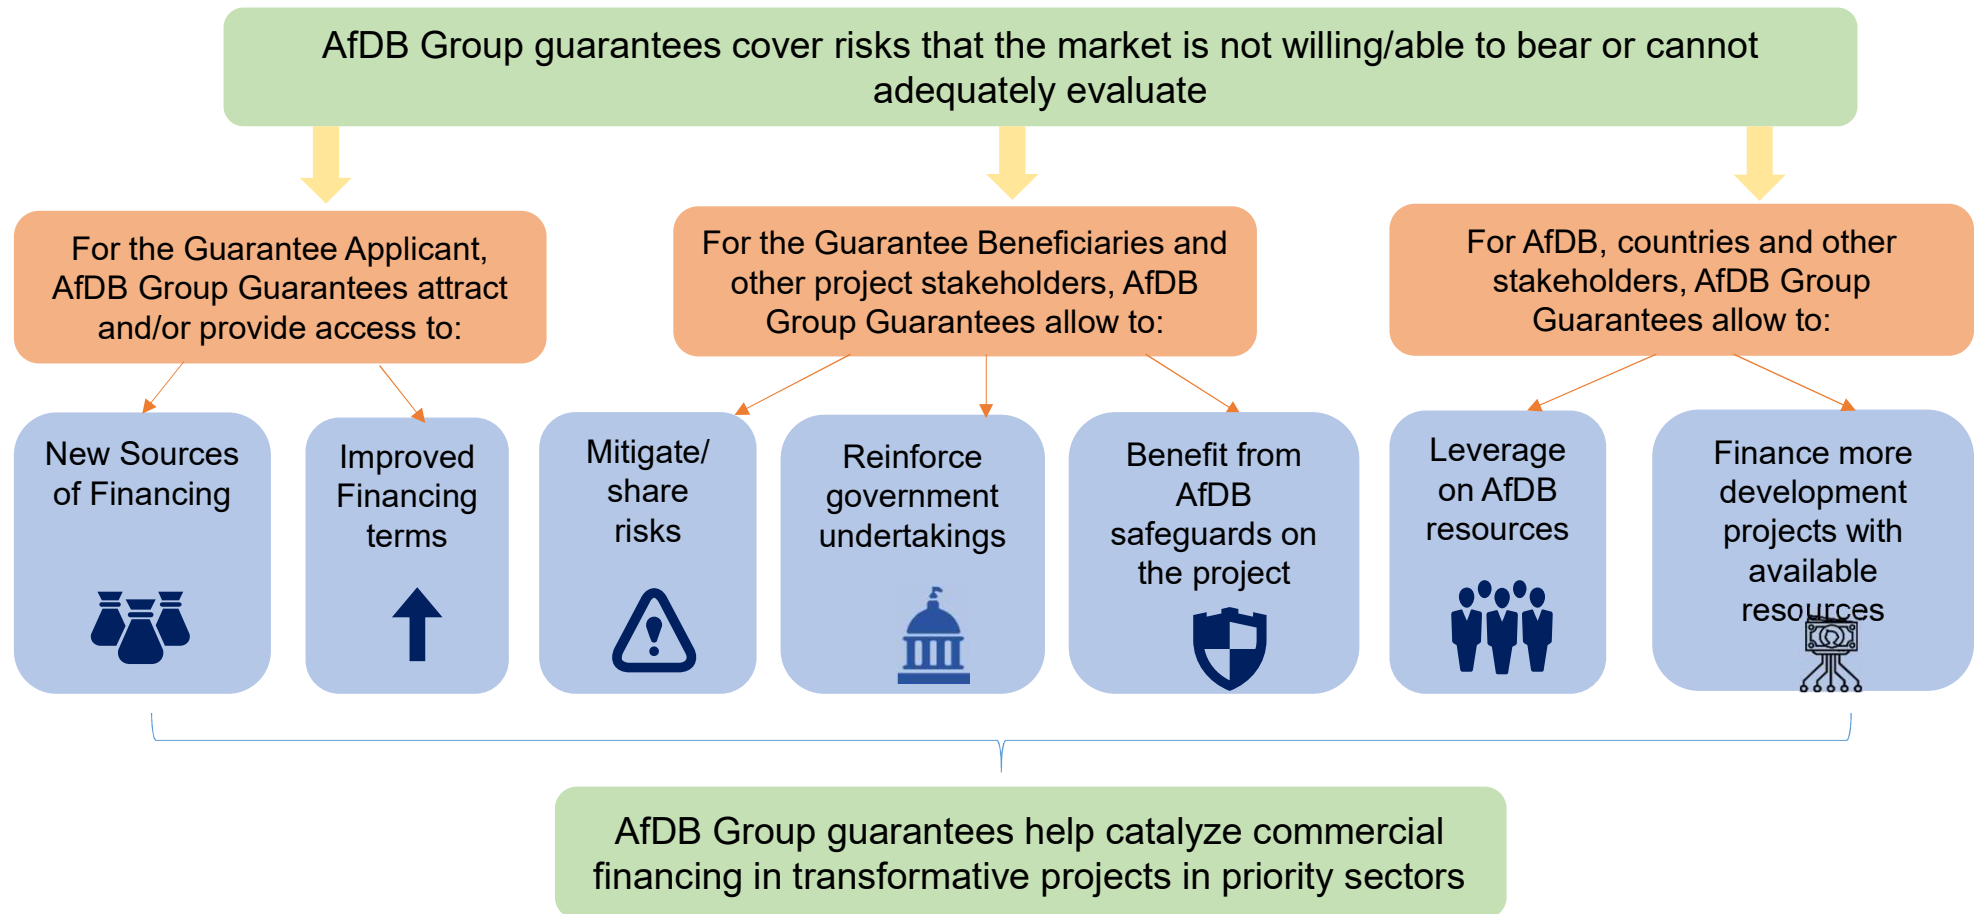 AfDB Group guarantees cover risks that the market is not willing/able to bear or cannot
adequately evaluate
For the Guarantee Applicant,
AfDB Group Guarantees attract
and/or provide access to:
For the Guarantee Beneficiaries and
other project stakeholders, AfDB
Group Guarantees allow to:
For AfDB, countries and other
stakeholders, AfDB Group
Guarantees allow to:
New Sources
of Financing
Improved
Financing
terms
Mitigate/
share
risks
Reinforce
government
undertakings
Benefit from
AfDB
safeguards on
the project
Leverage
on AfDB
resources
Finance more
development
projects with
available
resources
AfDB Group guarantees help catalyze commercial
financing in transformative projects in priority sectors